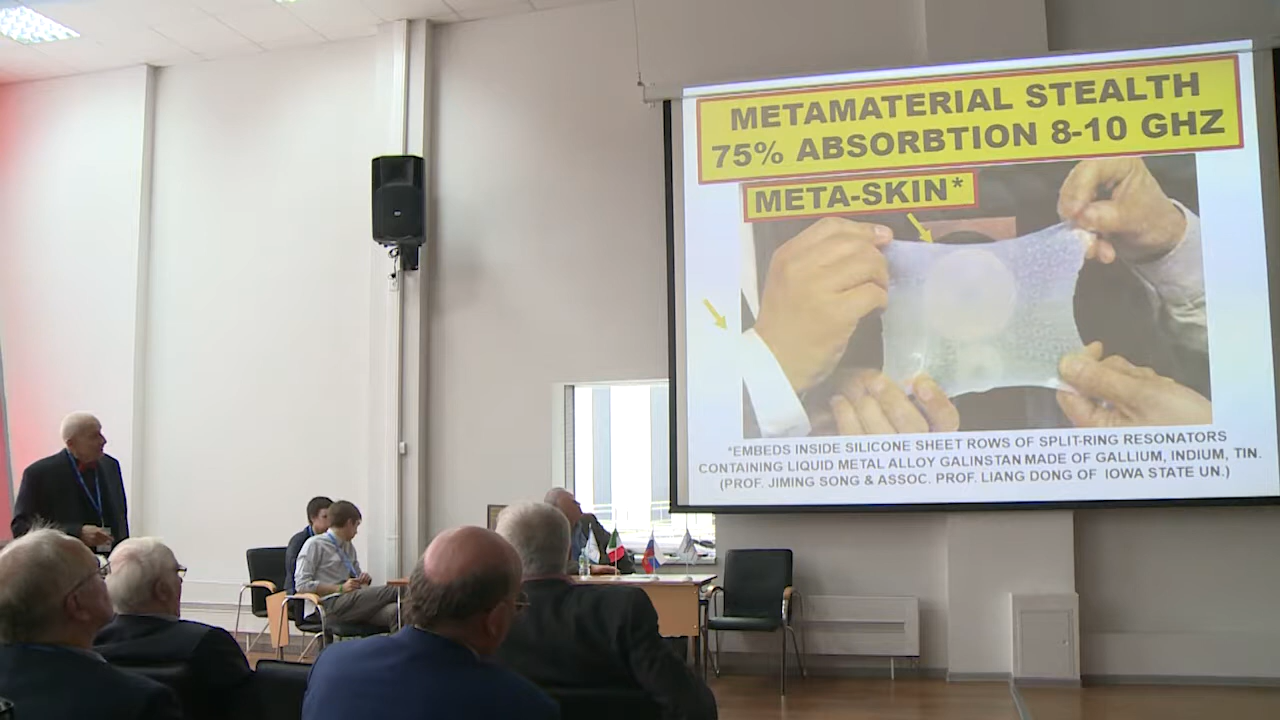 METAMATERIAL STEALTH
75% ABSORBTION 8-10 GHZ
META-SKIN*
*EMBEDS INSIDE SILICONE SHEET ROWS OF SPLIT-RING RESONATORS
CONTAINING LIQUID METAL ALLOY GALINSTAN MADE OF GALLIUM, INDIUM, TIN.
(PROF. JIMING SONG & ASSOC. PROF. LIANG DONG OF IOWA STATE UN.)